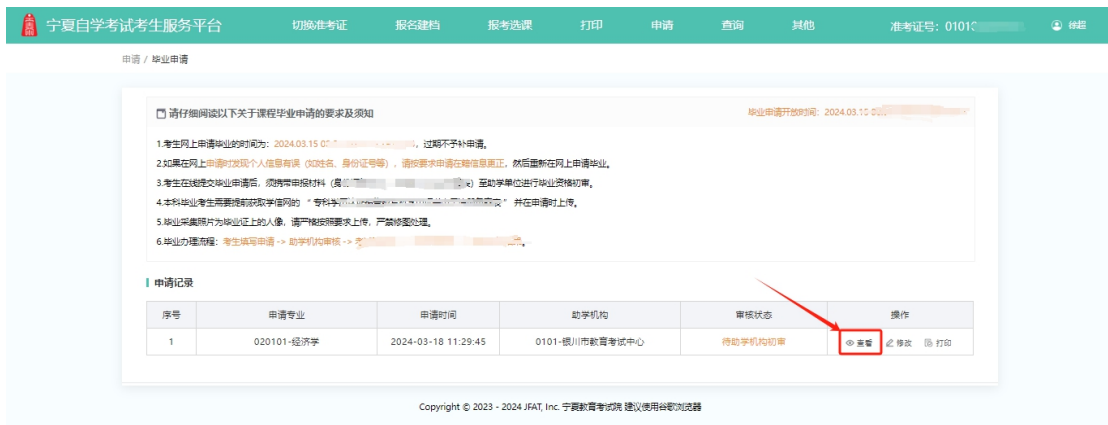 宁夏自学考试考生服务平台 切换准考证 报名建档 报考选课 打印 申请 查询 其他 准考证号：0101
申请 / 毕业申请
请仔细阅读以下关于课程毕业申请的要求及须知 毕业申请开放时间：2024.03.15
1.考生网上申请毕业的时间为：2024.03.15 ，过期不予补申请。
2.如果在网上申请时发现个人信息有误（如姓名、身份证号等），请按要求申请在籍信息更正，然后重新在网上申请毕业。
3.考生在线提交毕业申请后，须携带申报材料（ ）至助学单位进行毕业资格初审。
4.本科毕业考生需要提前获取学信网的 “ 专科学 ” 并在申请时上传。
5.毕业采集照片为毕业证上的人像，请严格按照要求上传，严禁修图处理。
6.毕业办理流程：考生填写申请 -> 助学机构审核 ->
申请记录
序号 申请专业 申请时间 助学机构 审核状态 操作
1 020101-经济学 2024-03-18 11:29:45 0101-银川市教育考试中心 待助学机构初审 查看 修改 打印
Copyright © 2023 - 2024 JFAT, Inc. 宁夏教育考试院 建议使用谷歌浏览器